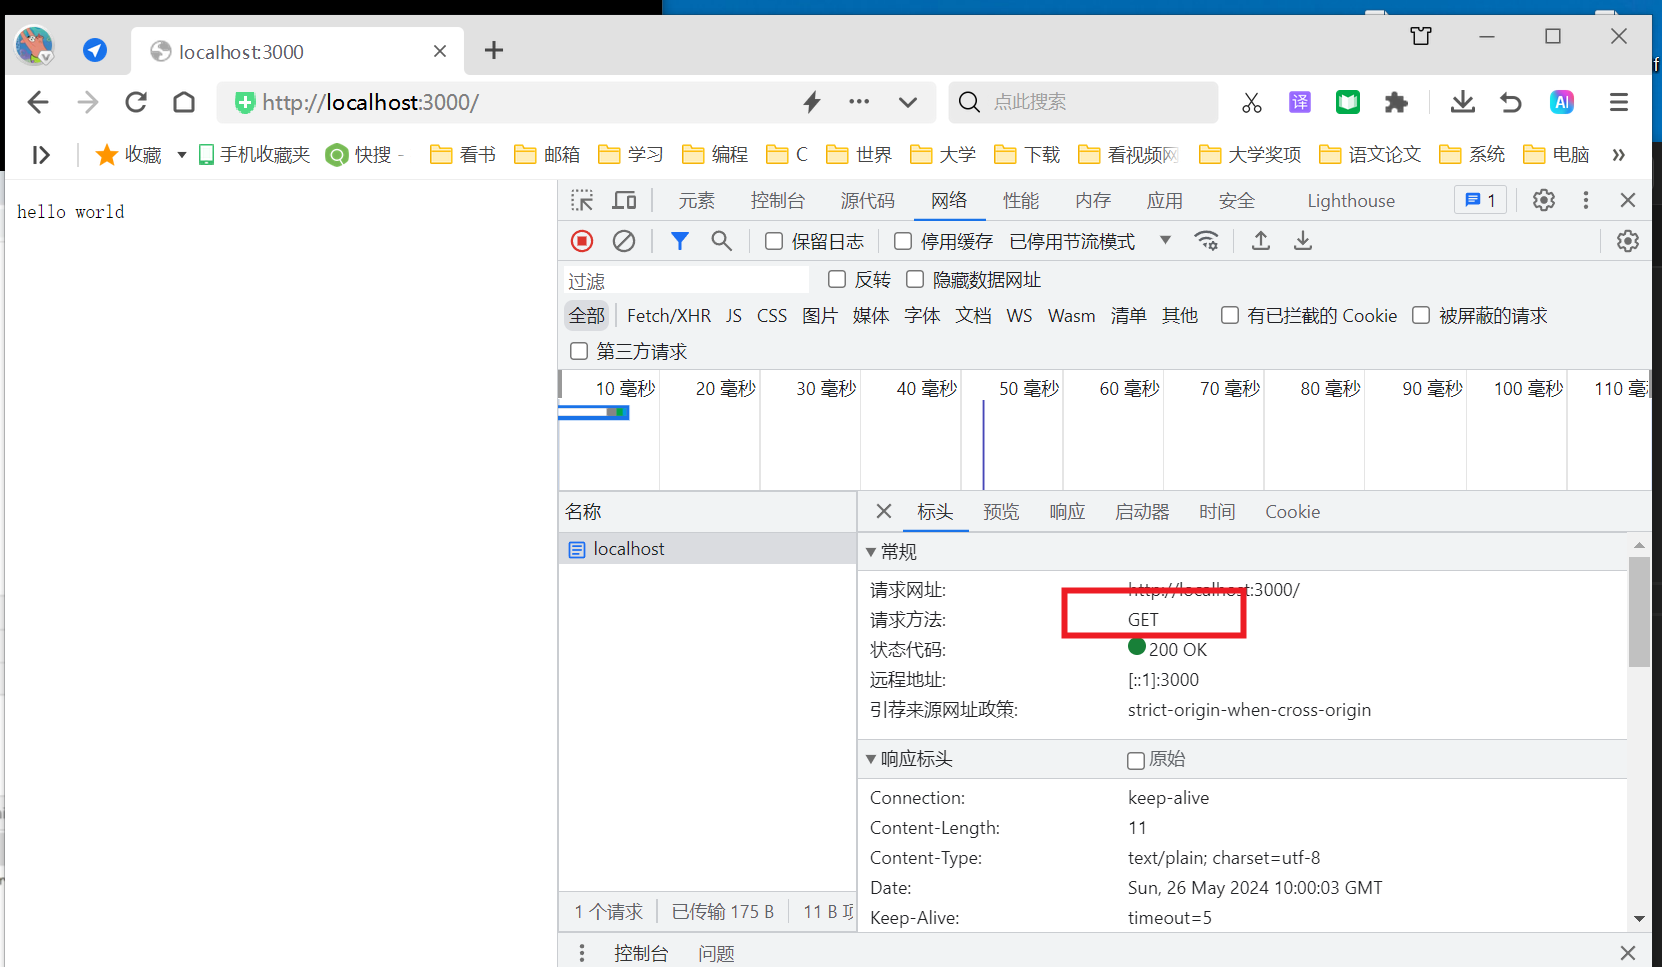 localhost:3000
http://localhost:3000/
点此搜索
译
AI
收藏 手机收藏夹 快搜 - 看书 邮箱 学习 编程 C 世界 大学 下载 看视频网 大学奖项 语文论文 系统 电脑 »
hello world
元素 控制台 源代码 网络 性能 内存 应用 安全 Lighthouse 1
保留日志 停用缓存 已停用节流模式
过滤 反转 隐藏数据网址
全部 Fetch/XHR JS CSS 图片 媒体 字体 文档 WS Wasm 清单 其他 有已拦截的 Cookie 被屏蔽的请求
第三方请求
10 毫秒 20 毫秒 30 毫秒 40 毫秒 50 毫秒 60 毫秒 70 毫秒 80 毫秒 90 毫秒 100 毫秒 110 毫
名称
localhost
标头 预览 响应 启动器 时间 Cookie
常规
请求网址: http://localhost:3000/
请求方法: GET
状态代码: 200 OK
远程地址: [::1]:3000
引荐来源网址政策: strict-origin-when-cross-origin
响应标头 原始
Connection: keep-alive
Content-Length: 11
Content-Type: text/plain; charset=utf-8
Date: Sun, 26 May 2024 10:00:03 GMT
Keep-Alive: timeout=5
1 个请求 已传输 175 B 11 B
控制台 问题